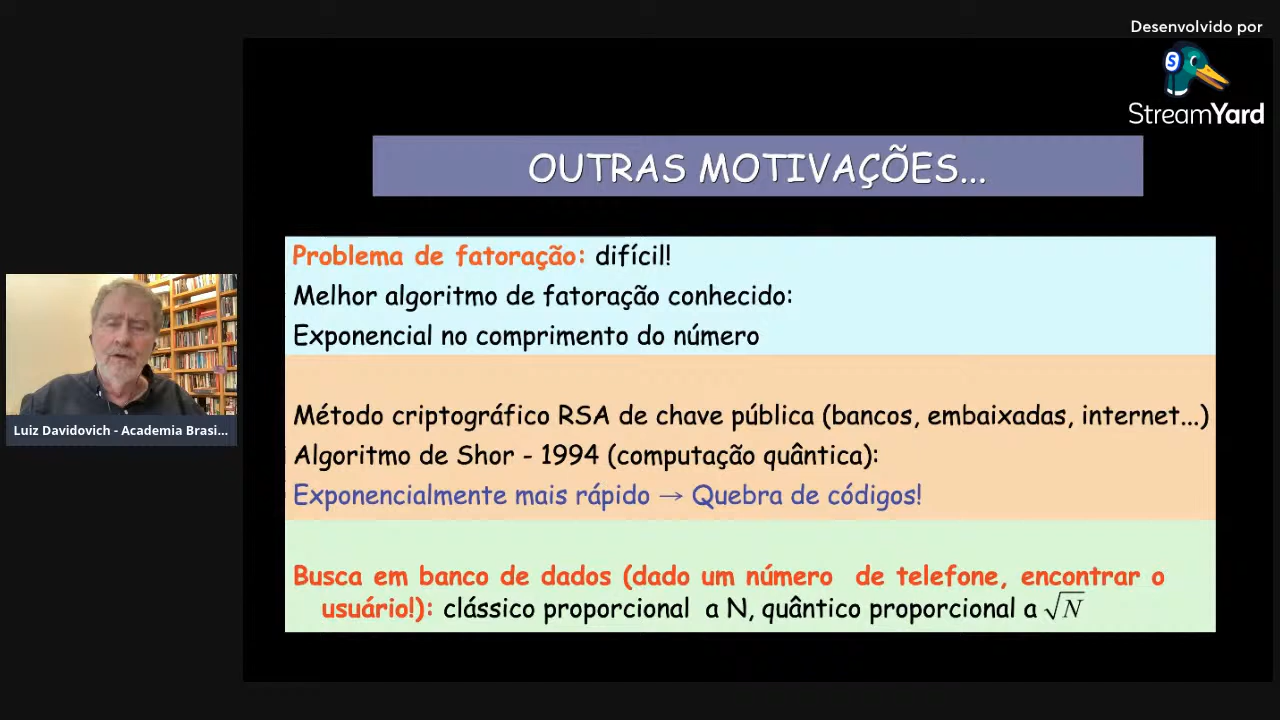 Desenvolvido por
S
StreamYard
OUTRAS MOTIVAÇÕES...
Problema de fatoração: difícil!
Melhor algoritmo de fatoração conhecido:
Exponencial no comprimento do número
Método criptográfico RSA de chave pública (bancos, embaixadas, internet...)
Algoritmo de Shor - 1994 (computação quântica):
Exponencialmente mais rápido → Quebra de códigos!
Busca em banco de dados (dado um número de telefone, encontrar o
usuário!): clássico proporcional a N, quântico proporcional a √N
Luiz Davidovich - Academia Brasi...